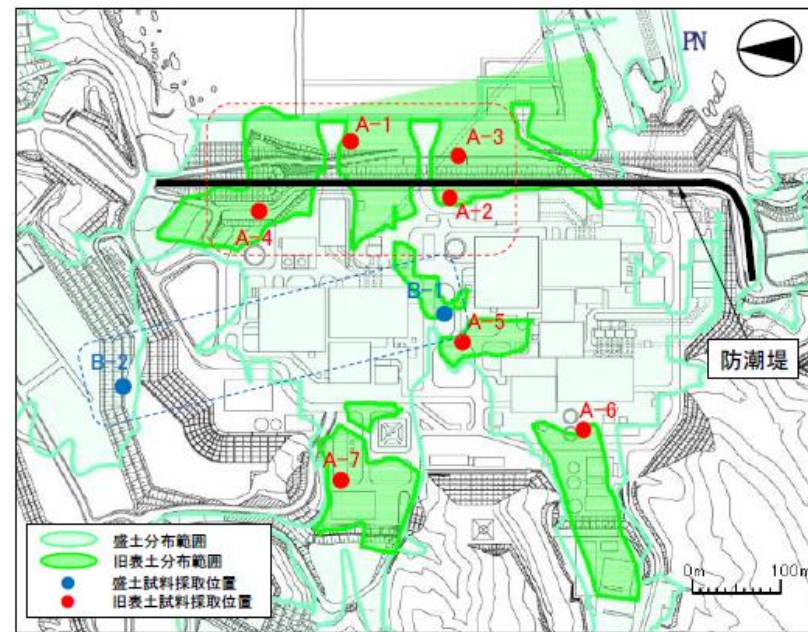 PN
A-1
A-3
A-2
A-4
B-1
A-5
B-2
防潮堤
A-6
A-7
盛土分布範囲
旧表土分布範囲
盛土試料採取位置
旧表土試料採取位置
0m 100m